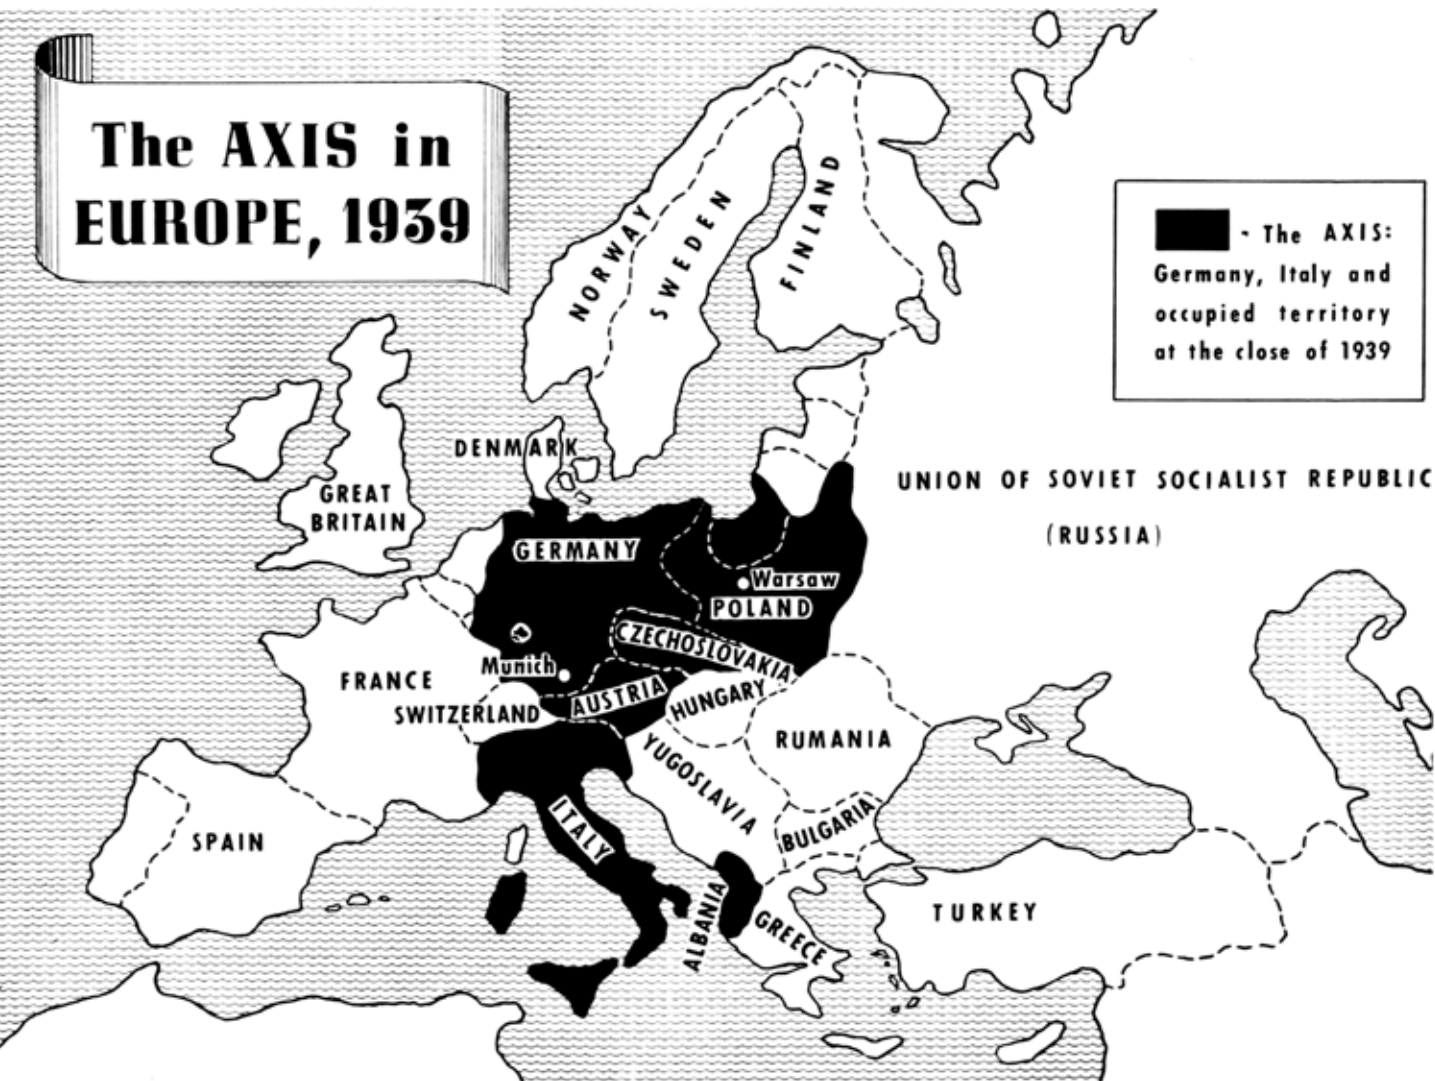 The AXIS in
EUROPE, 1939
- The AXIS:
Germany, Italy and
occupied territory
at the close of 1939
NORWAY
SWEDEN
FINLAND
DENMARK
GREAT
BRITAIN
UNION OF SOVIET SOCIALIST REPUBLIC
(RUSSIA)
GERMANY
Warsaw
POLAND
CZECHOSLOVAKIA
Munich
FRANCE
AUSTRIA
HUNGARY
SWITZERLAND
RUMANIA
YUGOSLAVIA
ITALY
BULGARIA
SPAIN
ALBANIA
GREECE
TURKEY